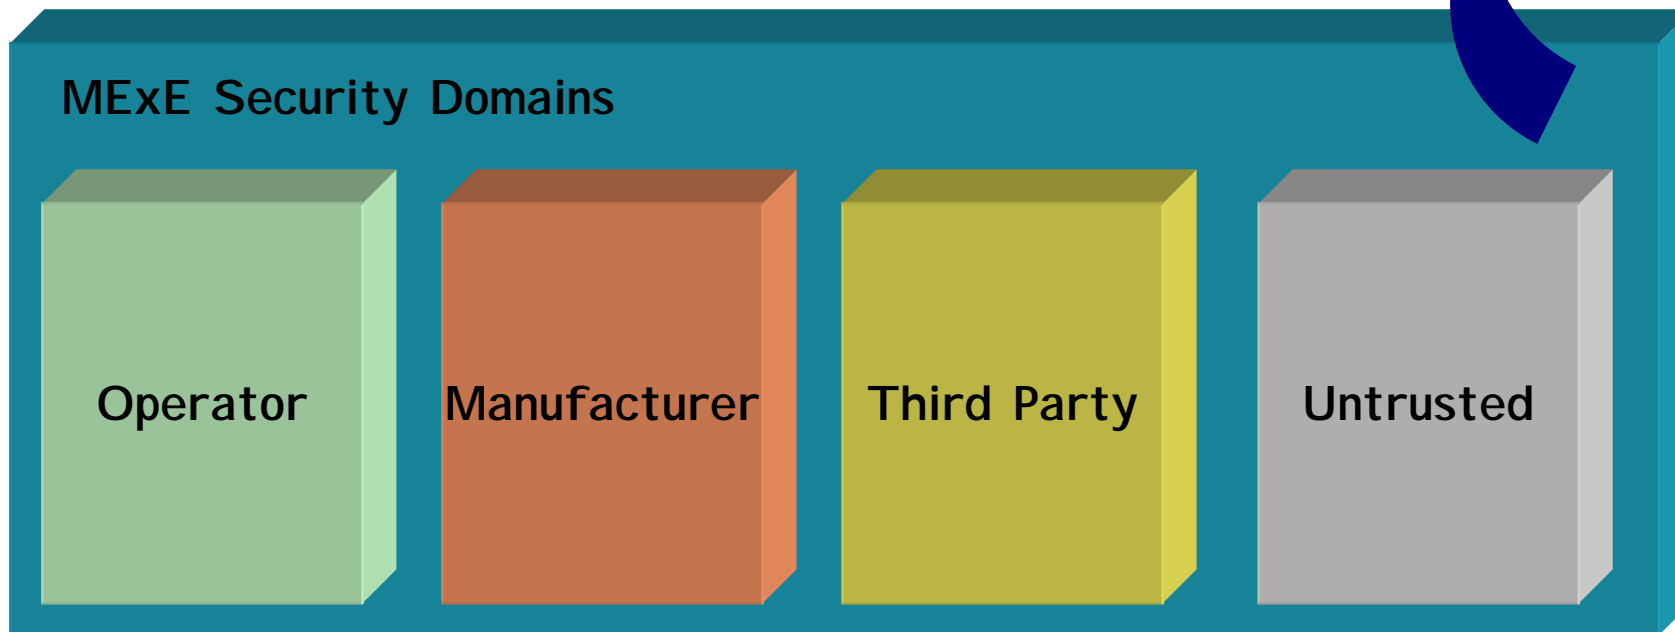 MExE Security Domains
Operator Manufacturer Third Party Untrusted